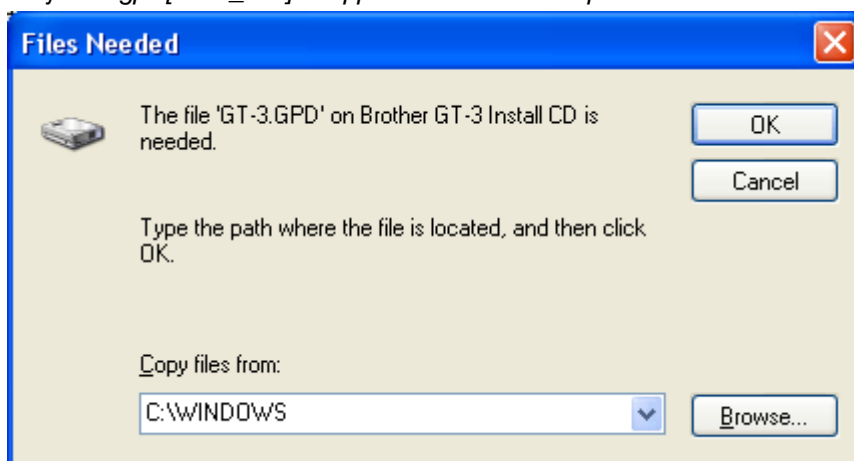 Files Needed
The file 'GT-3.GPD' on Brother GT-3 Install CD is
needed.
OK
Cancel
Type the path where the file is located, and then click
OK.
Copy files from:
C:\WINDOWS
Browse...